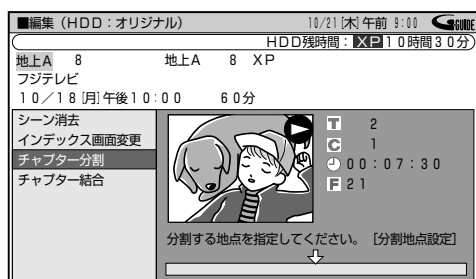 ■編集(HDD:オリジナル) 10/21[木]午前 9:00 GGUIDE
HDD残時間:XP10時間30分
地上A 8 地上A 8 XP
フジテレビ
10/18[月]午後10:00 60分
シーン消去
インデックス画面変更
チャプター分割
チャプター結合
T 2
C 1
00:07:30
F 21
分割する地点を指定してください。 [分割地点設定]